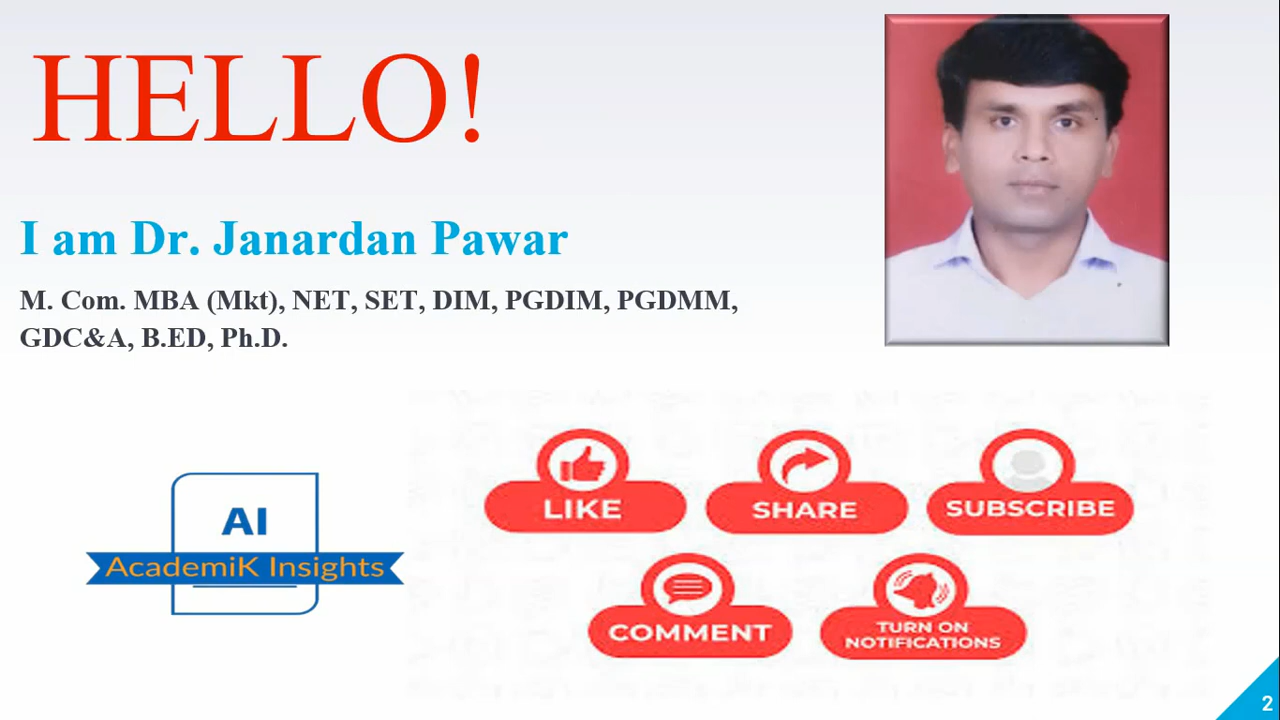 HELLO!
I am Dr. Janardan Pawar
M. Com. MBA (Mkt), NET, SET, DIM, PGDIM, PGDMM,
GDC&A, B.ED, Ph.D.
AI
AcademiK Insights
LIKE
SHARE
SUBSCRIBE
COMMENT
TURN ON
NOTIFICATIONS
2